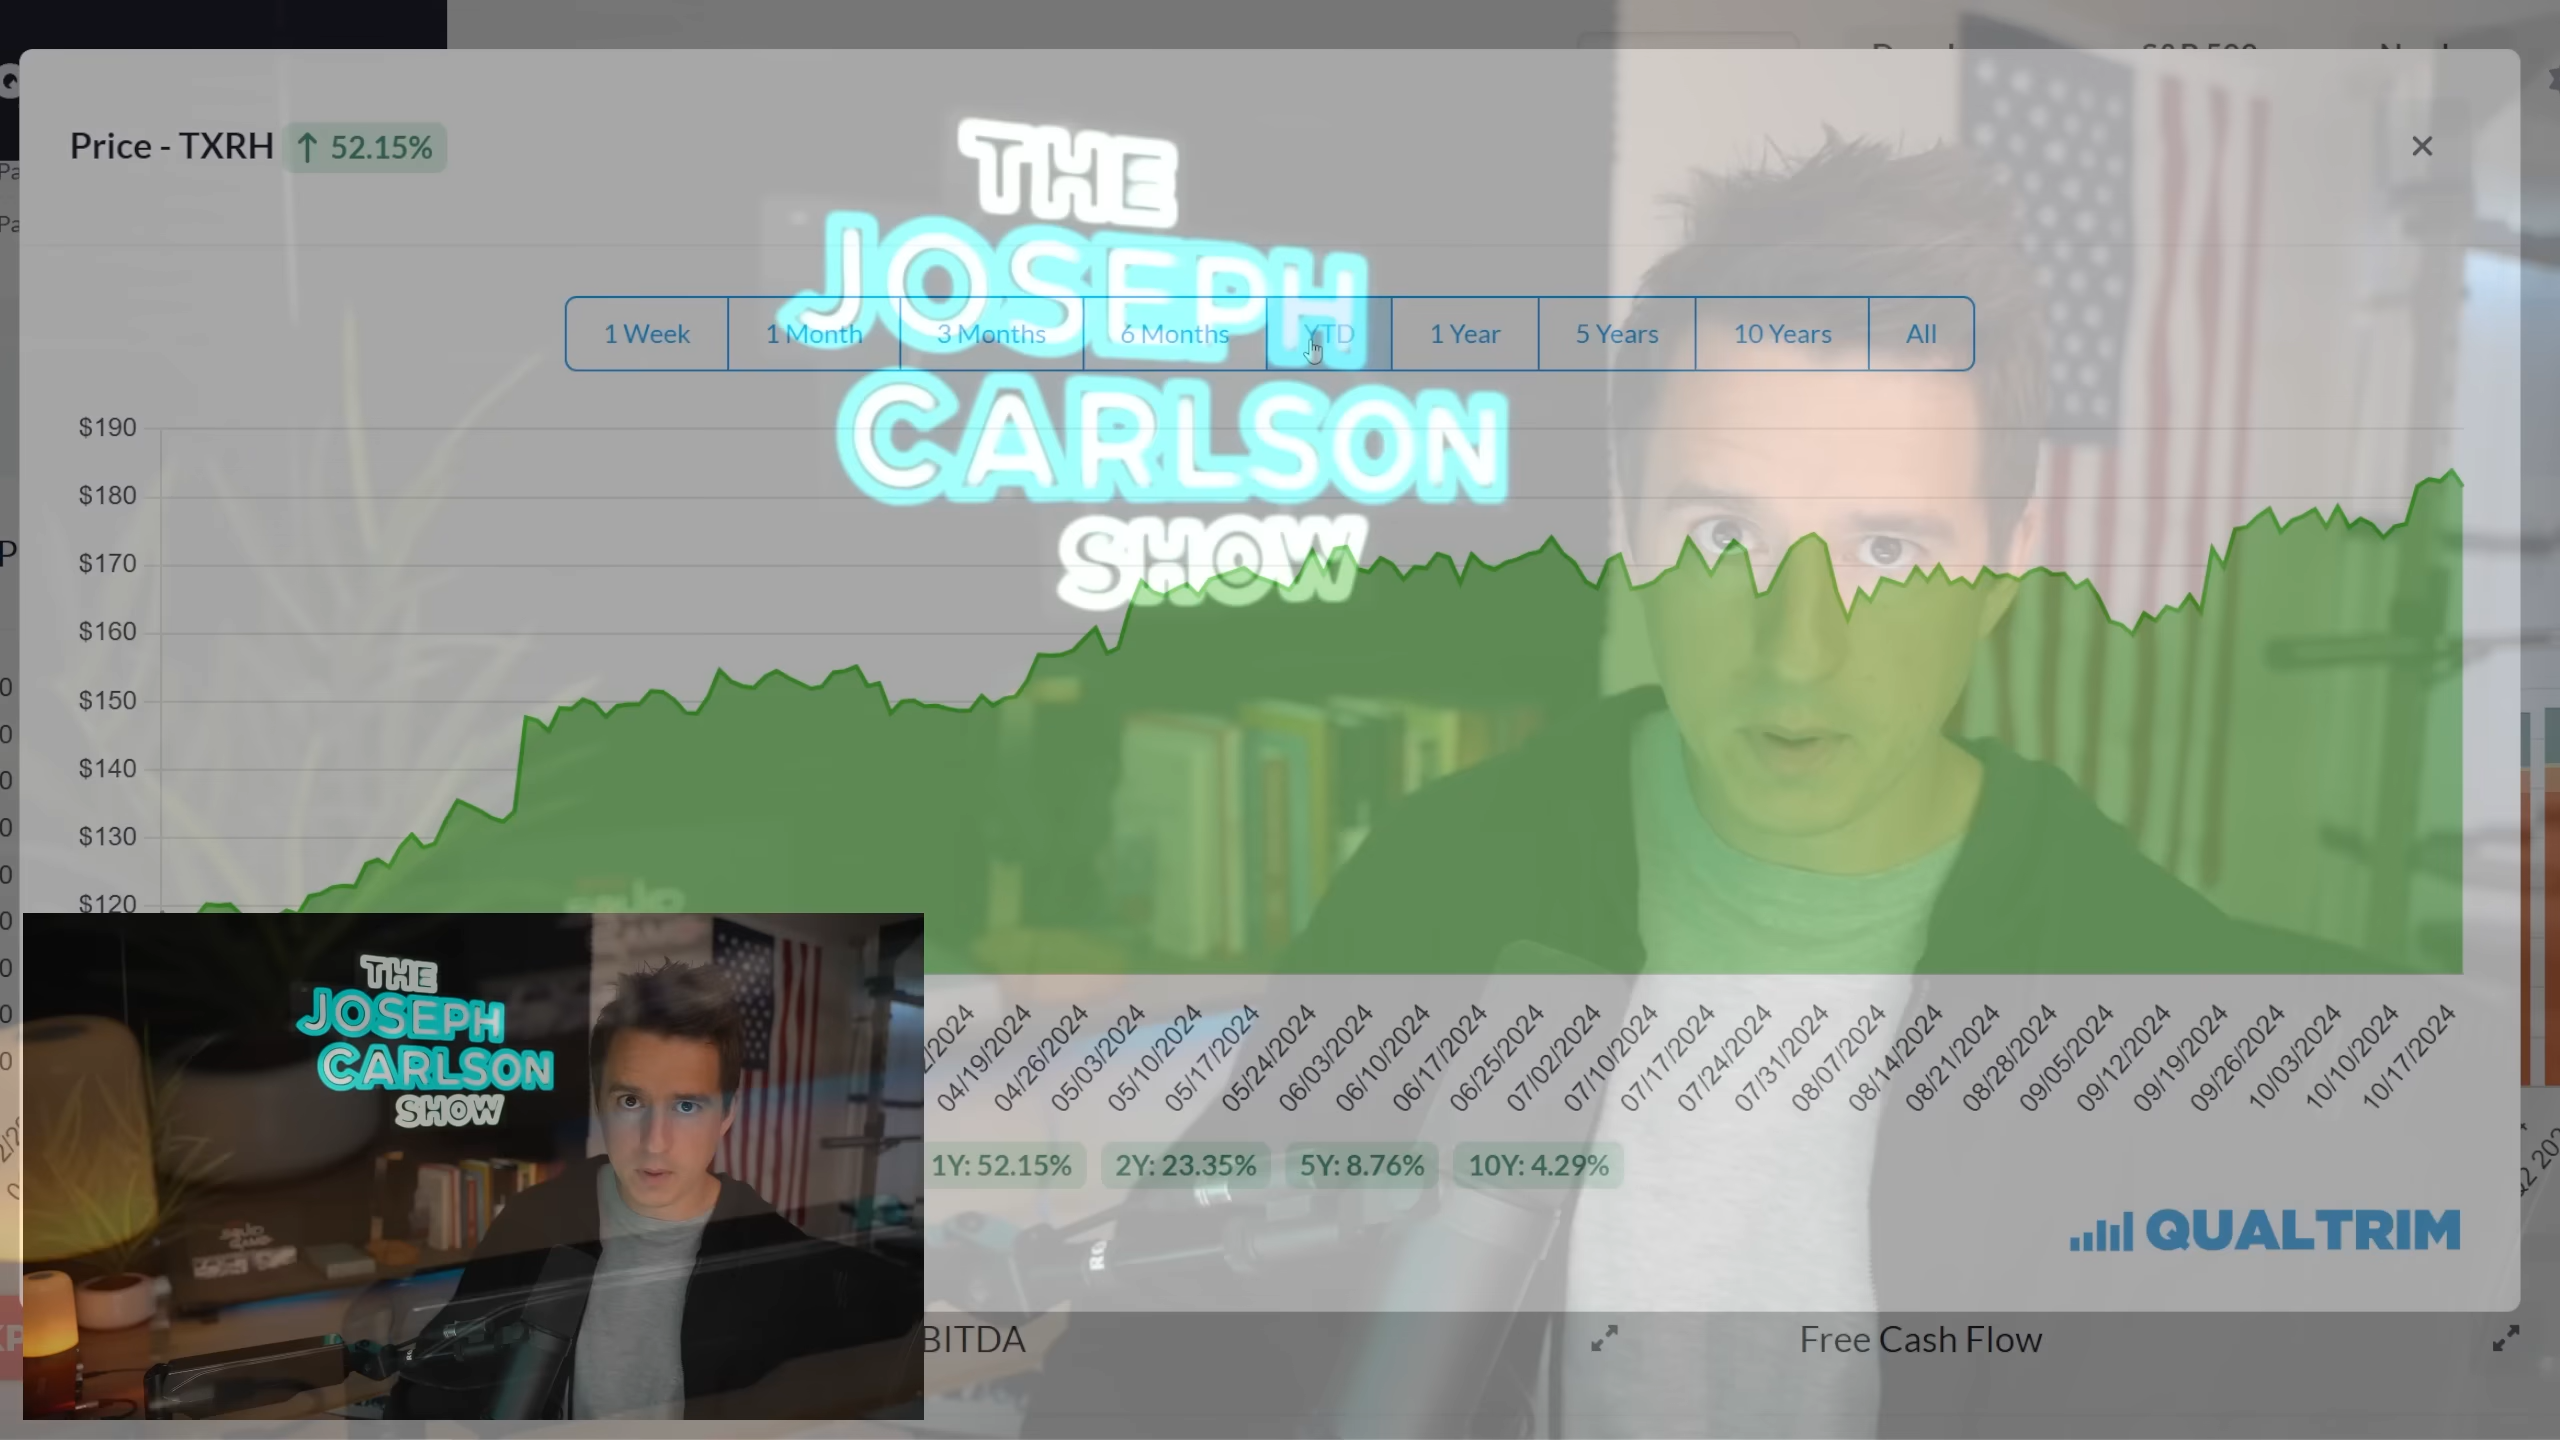 Price - TXRH ↑ 52.15%
THE
JOSEPH
CARLSON
SHOW
1 Week 1 Month 3 Months 6 Months YTD 1 Year 5 Years 10 Years All
$190
$180
$170
$160
$150
$140
$130
$120
04/19/2024 04/26/2024 05/03/2024 05/10/2024 05/17/2024 05/24/2024 06/03/2024 06/10/2024 06/17/2024 06/25/2024 07/02/2024 07/10/2024 07/17/2024 07/24/2024 07/31/2024 08/07/2024 08/14/2024 08/21/2024 08/28/2024 09/05/2024 09/12/2024 09/19/2024 09/26/2024 10/03/2024 10/10/2024 10/17/2024
1Y: 52.15% 2Y: 23.35% 5Y: 8.76% 10Y: 4.29%
QUALTRIM
BITDA
Free Cash Flow
THE
JOSEPH
CARLSON
SHOW